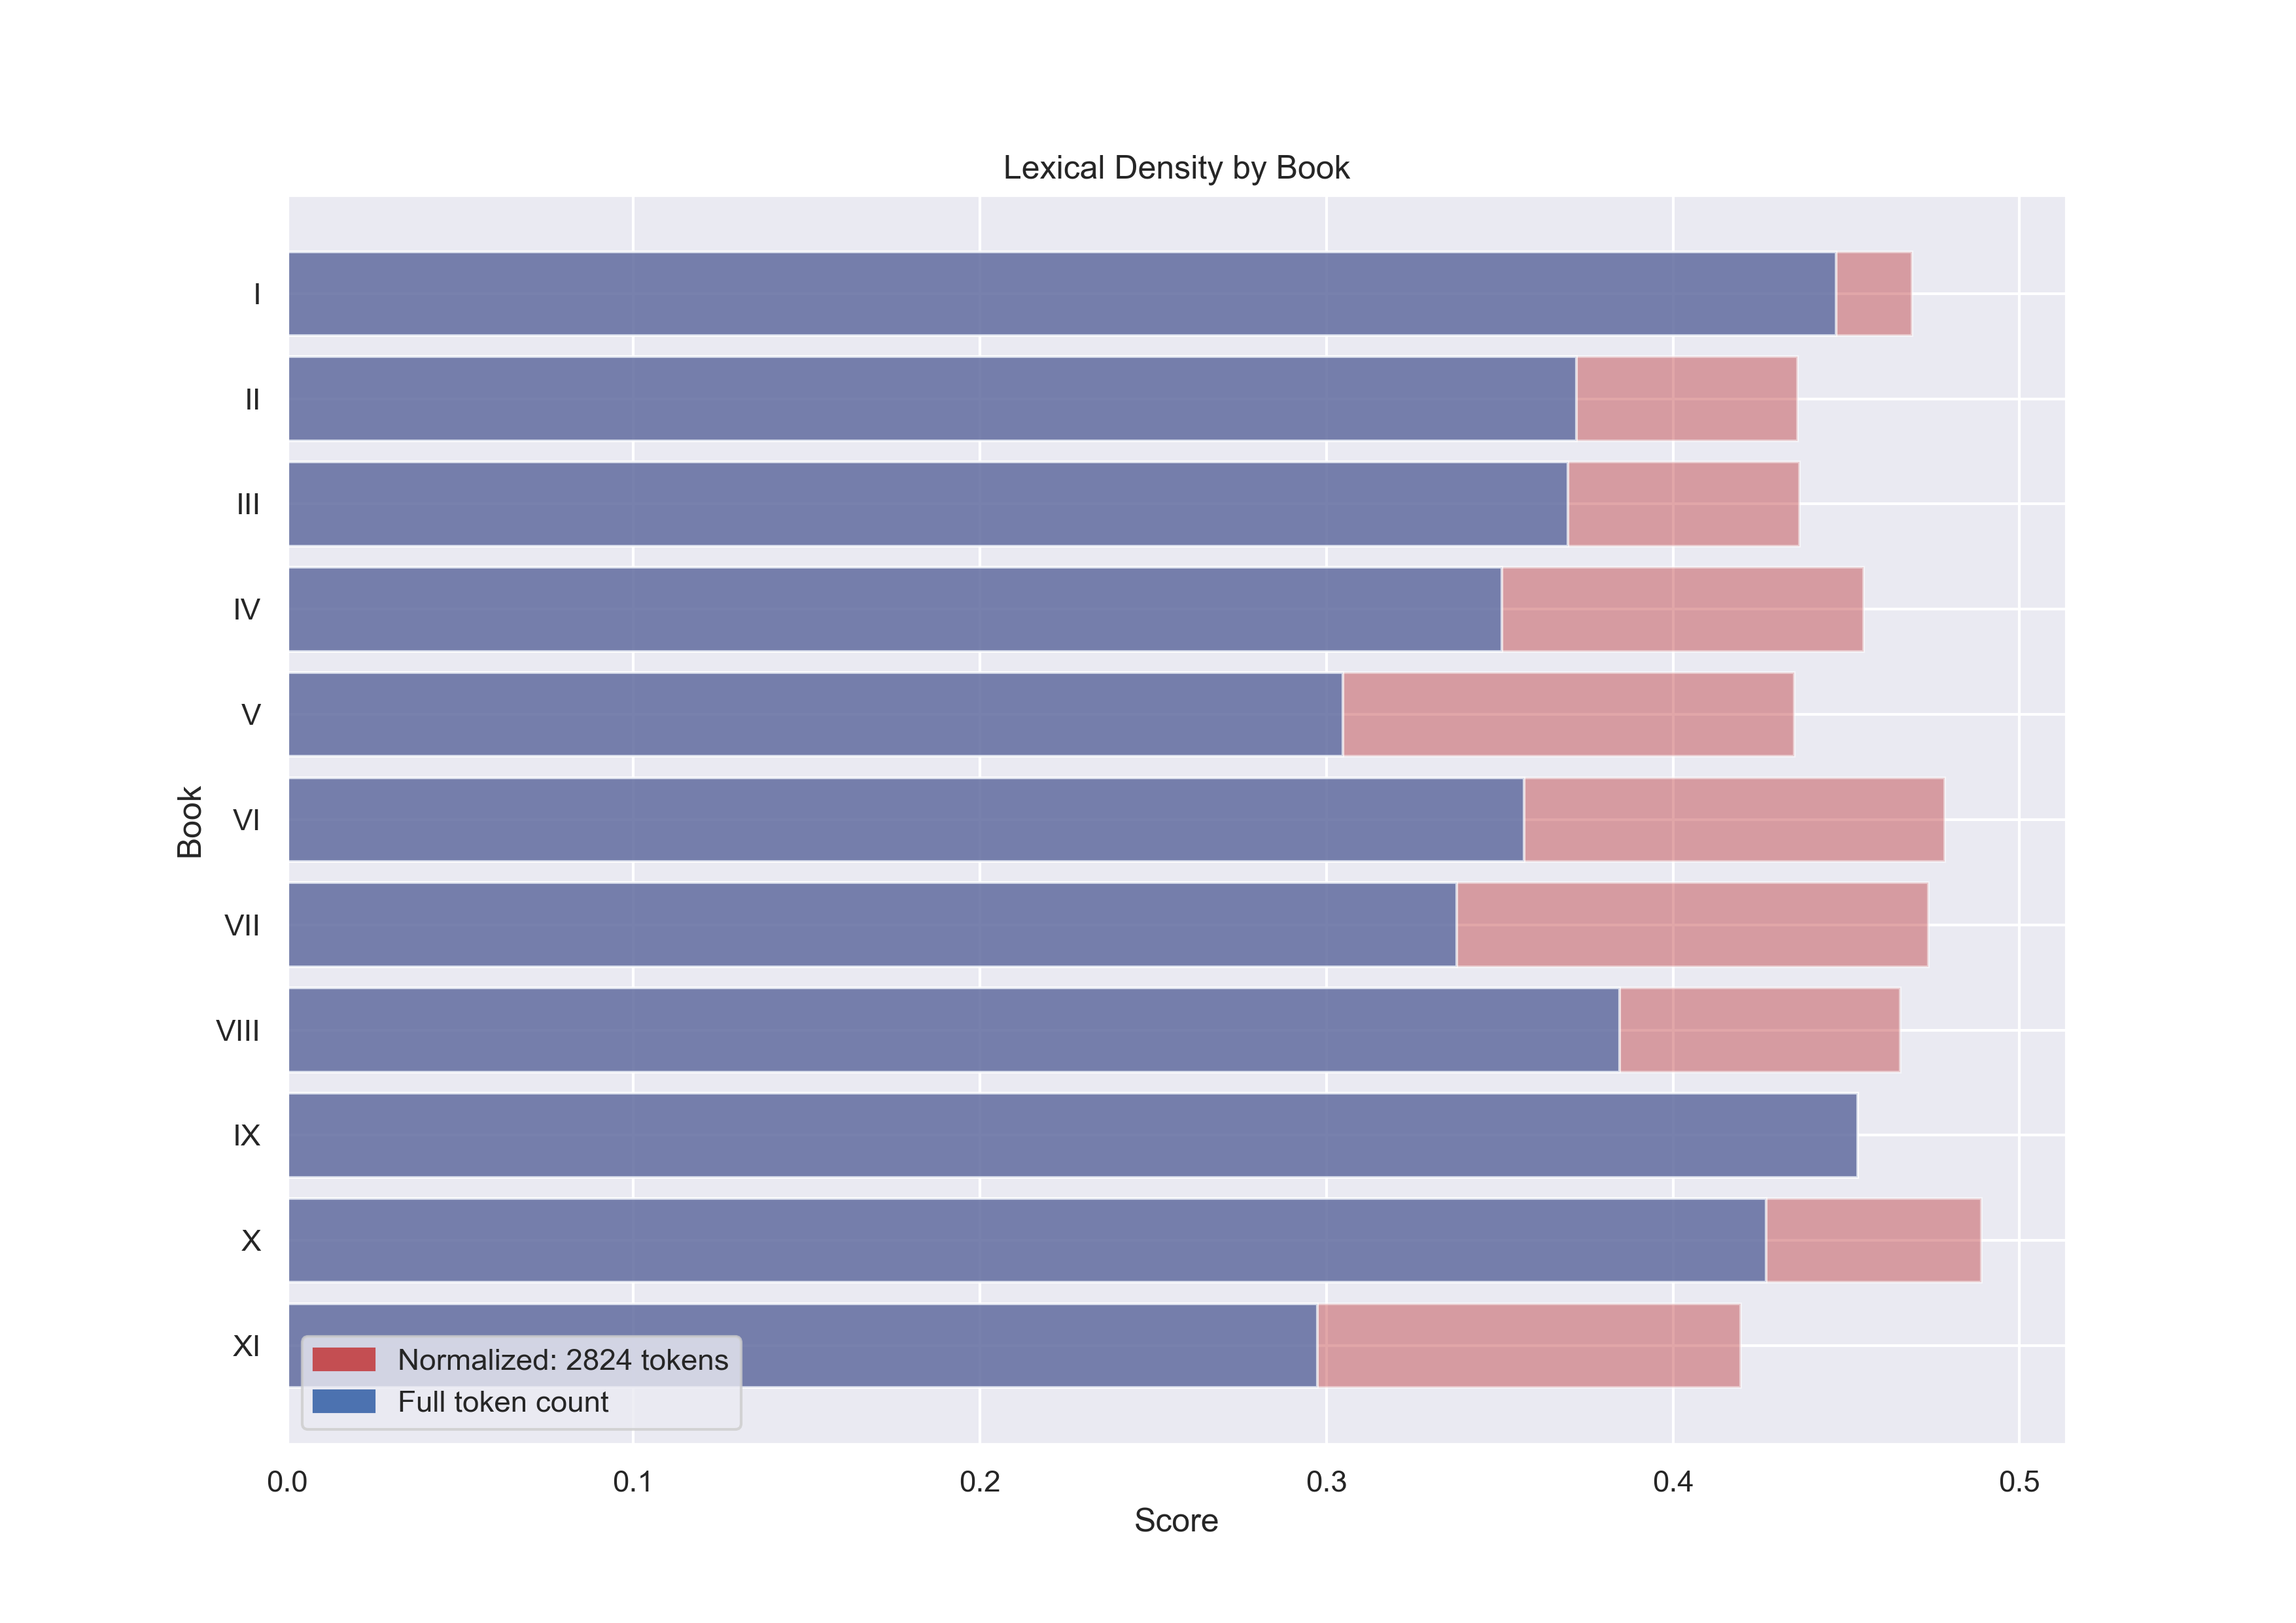 Lexical Density by Book
Book
I
II
III
IV
V
VI
VII
VIII
IX
X
XI
Normalized: 2824 tokens
Full token count
0.0 0.1 0.2 0.3 0.4 0.5
Score